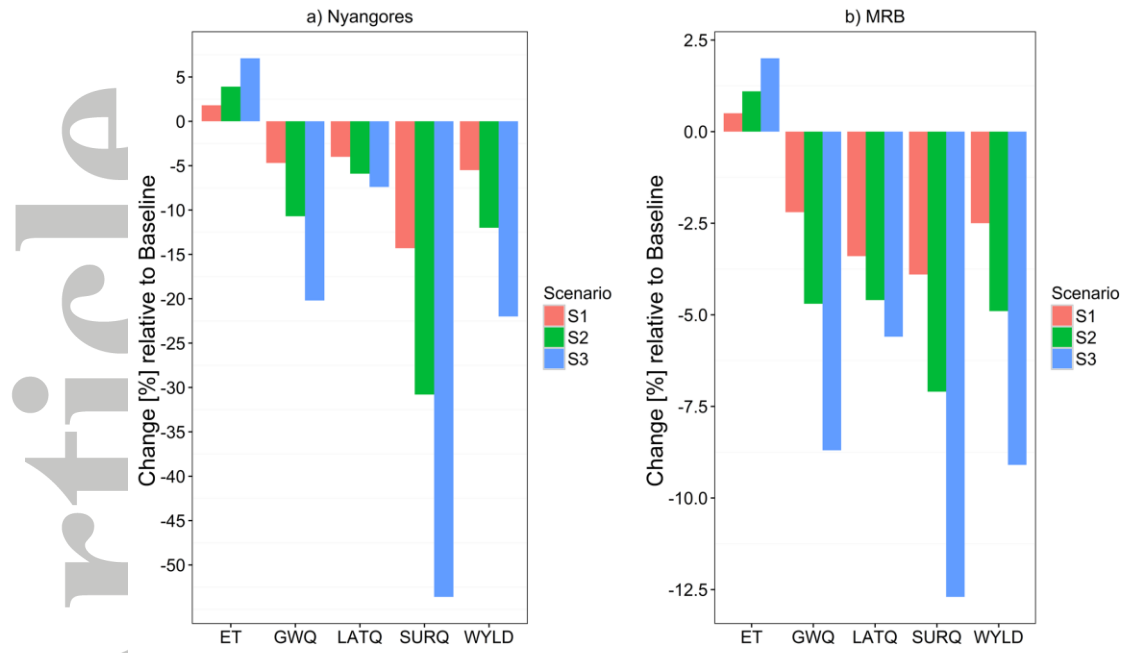 a) Nyangores
Change [%] relative to Baseline
5
0
-5
-10
-15
-20
-25
-30
-35
-40
-45
-50
ET GWQ LATQ SURQ WYLD
Scenario
S1
S2
S3
b) MRB
Change [%] relative to Baseline
2.5
0.0
-2.5
-5.0
-7.5
-10.0
-12.5
ET GWQ LATQ SURQ WYLD
Scenario
S1
S2
S3
rticle